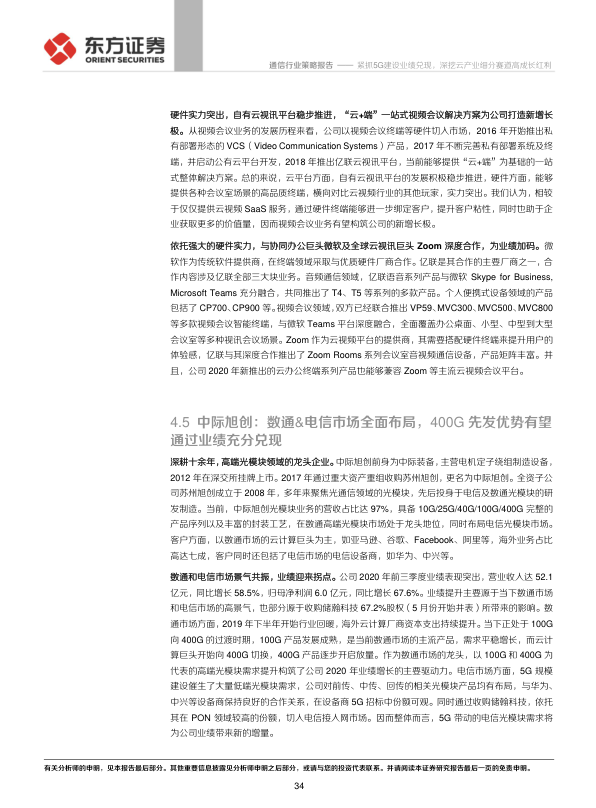 东方证券
ORIENT SECURITIES
通信行业策略报告 —— 紧抓5G建设业绩兑现，深挖云产业细分赛道高成长红利
硬件实力突出，自有云视讯平台稳步推进，“云+端”一站式视频会议解决方案为公司打造新增长
极。从视频会议业务的发展历程来看，公司以视频会议终端等硬件切入市场，2016 年开始推出私
有部署形态的 VCS（Video Communication Systems）产品，2017 年不断完善私有部署系统及终
端，并启动公有云平台开发，2018 年推出亿联云视讯平台，当前能够提供“云+端”为基础的一站
式整体解决方案。总的来说，云平台方面，自有云视讯平台的发展积极稳步推进，硬件方面，能够
提供各种会议室场景的高品质终端，横向对比云视频行业的其他玩家，实力突出。我们认为，相较
于仅仅提供云视频 SaaS 服务，通过硬件终端能够进一步绑定客户，提升客户粘性，同时也助于企
业获取更多的价值量，因而视频会议业务有望构筑公司的新增长极。
依托强大的硬件实力，与协同办公巨头微软及全球云视讯巨头 Zoom 深度合作，为业绩加码。微
软作为传统软件提供商，在终端领域采取与优质硬件厂商合作。亿联是其合作的主要厂商之一，合
作内容涉及亿联全部三大块业务。音频通信领域，亿联语音系列产品与微软 Skype for Business,
Microsoft Teams 充分融合，共同推出了 T4、T5 等系列的多款产品。个人便携式设备领域的产品
包括了 CP700、CP900 等。视频会议领域，双方已经联合推出 VP59、MVC300、MVC500、MVC800
等多款视频会议智能终端，与微软 Teams 平台深度融合，全面覆盖办公桌面、小型、中型到大型
会议室等多种视讯会议场景。Zoom 作为云视频平台的提供商，其需要搭配硬件终端来提升用户的
体验感，亿联与其深度合作推出了 Zoom Rooms 系列会议室音视频通信设备，产品矩阵丰富。并
且，公司 2020 年新推出的云办公终端系列产品也能够兼容 Zoom 等主流云视频会议平台。
4.5 中际旭创：数通&电信市场全面布局，400G 先发优势有望
通过业绩充分兑现
深耕十余年，高端光模块领域的龙头企业。中际旭创前身为中际装备，主营电机定子绕组制造设备，
2012 年在深交所挂牌上市。2017 年通过重大资产重组收购苏州旭创，更名为中际旭创。全资子公
司苏州旭创成立于 2008 年，多年来聚焦光通信领域的光模块，先后投身于电信及数通光模块的研
发制造。当前，中际旭创光模块业务的营收占比达 97%，具备 10G/25G/40G/100G/400G 完整的
产品序列以及丰富的封装工艺，在数通高端光模块市场处于龙头地位，同时布局电信光模块市场。
客户方面，以数通市场的云计算巨头为主，如亚马逊、谷歌、Facebook、阿里等，海外业务占比
高达七成，客户同时还包括了电信市场的电信设备商，如华为、中兴等。
数通和电信市场景气共振，业绩迎来拐点。公司 2020 年前三季度业绩表现突出，营业收入达 52.1
亿元，同比增长 58.5%，归母净利润 6.0 亿元，同比增长 67.6%。业绩提升主要源于当下数通市场
和电信市场的高景气，也部分源于收购储翰科技 67.2%股权（5 月份开始并表）所带来的影响。数
通市场方面，2019 年下半年开始行业回暖，海外云计算厂商资本支出持续提升。当下正处于 100G
向 400G 的过渡时期，100G 产品发展成熟，是当前数通市场的主流产品，需求平稳增长，而云计
算巨头开始向 400G 切换，400G 产品逐步开启放量。作为数通市场的龙头，以 100G 和 400G 为
代表的高端光模块需求提升构筑了公司 2020 年业绩增长的主要驱动力。电信市场方面，5G 规模
建设催生了大量低端光模块需求，公司对前传、中传、回传的相关光模块产品均有布局，与华为、
中兴等设备商保持良好的合作关系，在设备商 5G 招标中份额可观。同时通过收购储翰科技，依托
其在 PON 领域较高的份额，切入电信接入网市场。因而整体而言，5G 带动的电信光模块需求将
为公司业绩带来新的增量。
有关分析师的申明，见本报告最后部分。其他重要信息披露见分析师申明之后部分，或请与您的投资代表联系。并请阅读本证券研究报告最后一页的免责申明。
34